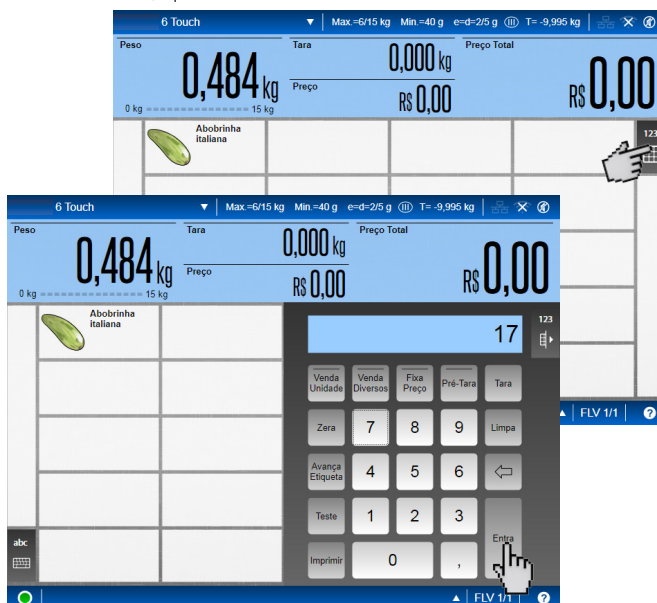 6 Touch ▼ Max.=6/15 kg Min.=40 g e=d=2/5 g (III) T= -9,995 kg
Peso
0,484 kg
0 kg 15 kg
Tara
0,000 kg
Preço
R$ 0,00
Preço Total
R$ 0,00
Abobrinha
italiana
123
▲ FLV 1/1 ?
6 Touch ▼ Max.=6/15 kg Min.=40 g e=d=2/5 g (III) T= -9,995 kg
Peso
0,484 kg
0 kg 15 kg
Tara
0,000 kg
Preço
R$ 0,00
Preço Total
R$ 0,00
Abobrinha
italiana
17
123
Venda
Unidade
Venda
Diversos
Fixa
Preço
Pré-Tara
Tara
Zera 7 8 9 Limpa
Avança
Etiqueta
4 5 6
Teste 1 2 3
Entra
Imprimir 0 ,
abc
▲ FLV 1/1 ?